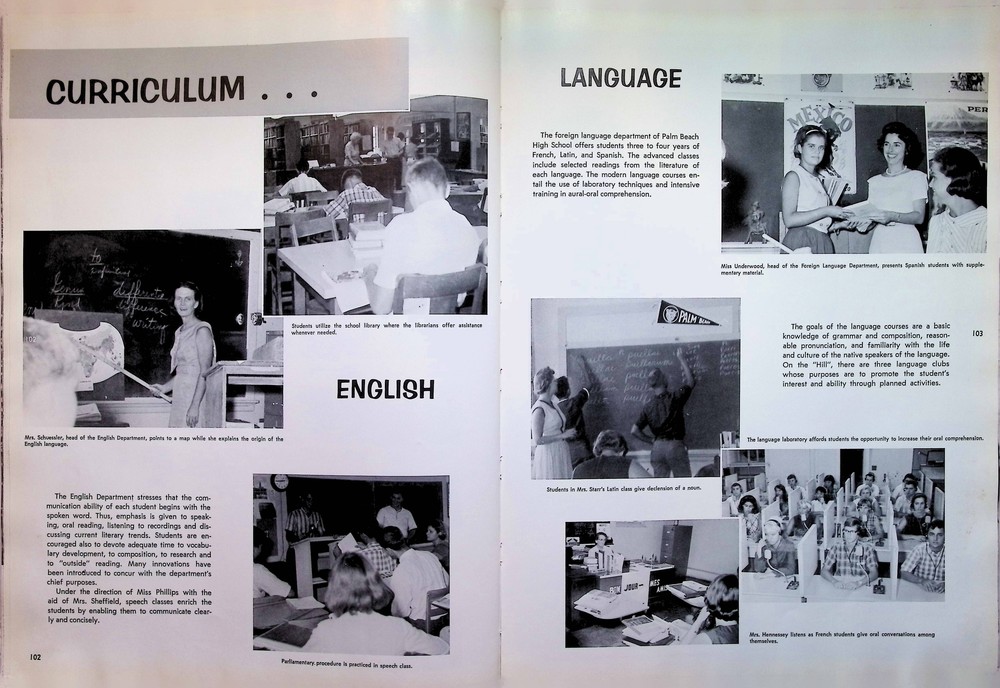 CURRICULUM . . .
Students utilize the school library where the librarians offer assistance
whenever needed.
to
different
writing
Mrs. Schuessler, head of the English Department, points to a map while she explains the origin of the
English language.
ENGLISH
The English Department stresses that the com-
munication ability of each student begins with the
spoken word. Thus, emphasis is given to speak-
ing, oral reading, listening to recordings and dis-
cussing current literary trends. Students are en-
couraged also to devote adequate time to vocabu-
lary development, to composition, to research and
to "outside" reading. Many innovations have
been introduced to concur with the department's
chief purposes.
Under the direction of Miss Phillips with the
aid of Mrs. Sheffield, speech classes enrich the
students by enabling them to communicate clear-
ly and concisely.
Parliamentary procedure is practiced in speech class.
102
LANGUAGE
The foreign language department of Palm Beach
High School offers students three to four years of
French, Latin, and Spanish. The advanced classes
include selected readings from the literature of
each language. The modern language courses en-
tail the use of laboratory techniques and intensive
training in aural-oral comprehension.
MEXICO
PER
Miss Underwood, head of the Foreign Language Department, presents Spanish students with supple-
mentary material.
PALM BEACH
Students in Mrs. Starr's Latin class give declension of a noun.
The goals of the language courses are a basic
knowledge of grammar and composition, reason-
able pronunciation, and familiarity with the life
and culture of the native speakers of the language.
On the "Hill", there are three language clubs
whose purposes are to promote the student's
interest and ability through planned activities.
103
The language laboratory affords students the opportunity to increase their oral comprehension.
BON JOUR— MES
AMIS
Mrs. Hennessey listens as French students give oral conversations among
themselves.